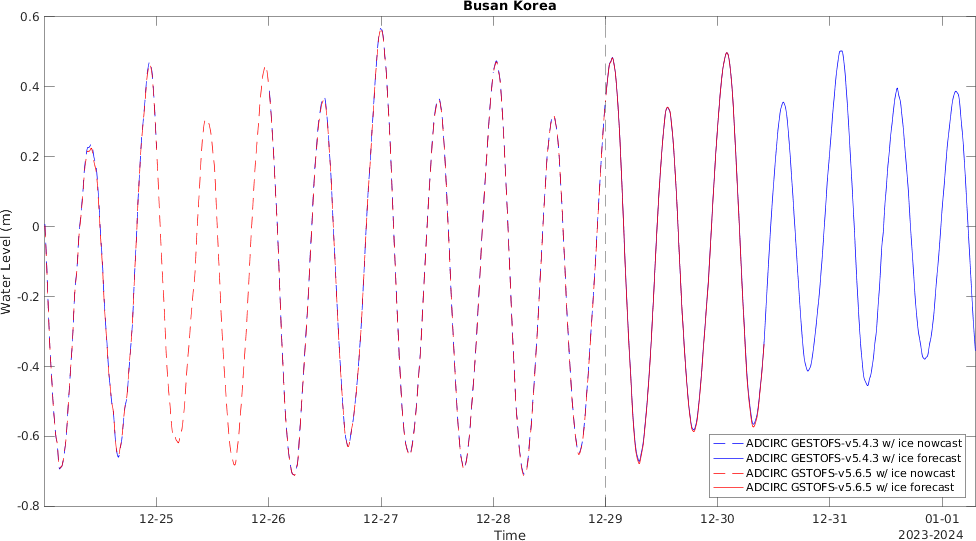 Busan Korea
0.6
0.4
0.2
0
-0.2
-0.4
-0.6
-0.8
Water Level (m)
12-25
12-26
12-27
12-28
12-29
12-30
12-31
01-01
Time
2023-2024
ADCIRC GESTOFS-v5.4.3 w/ ice nowcast
ADCIRC GESTOFS-v5.4.3 w/ ice forecast
ADCIRC GSTOFS-v5.6.5 w/ ice nowcast
ADCIRC GSTOFS-v5.6.5 w/ ice forecast